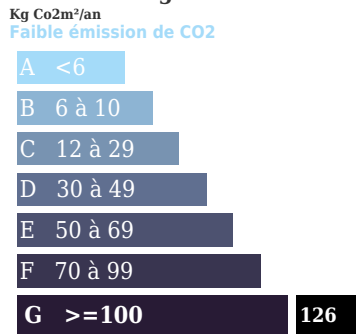 Kg Co2m²/an
Faible émission de CO2
A <6
B 6 à 10
C 12 à 29
D 30 à 49
E 50 à 69
F 70 à 99
G >=100 126